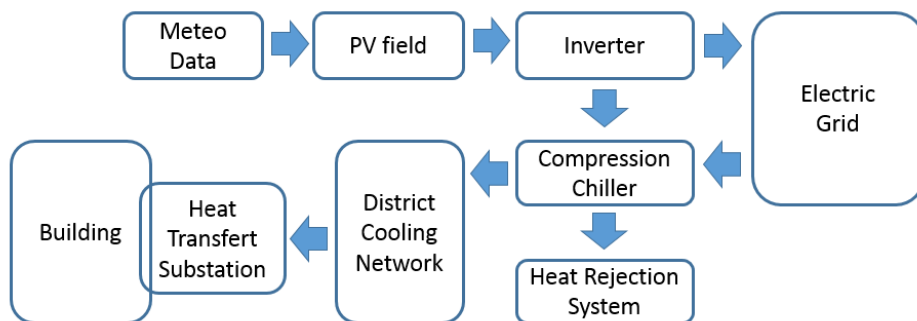 Meteo
Data
PV field
Inverter
Electric
Grid
Building
Heat
Transfert
Substation
District
Cooling
Network
Compression
Chiller
Heat Rejection
System